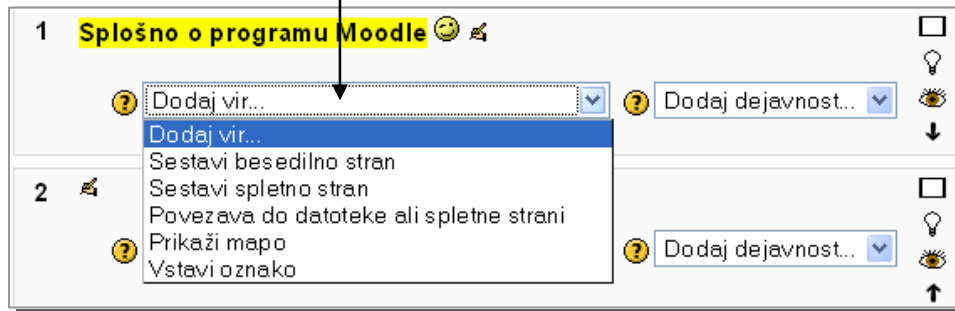 1 Splošno o programu Moodle
Dodaj vir... Dodaj dejavnost...
Dodaj vir...
Sestavi besedilno stran
Sestavi spletno stran
2
Povezava do datoteke ali spletne strani
Prikaži mapo
Dodaj dejavnost...
Vstavi oznako